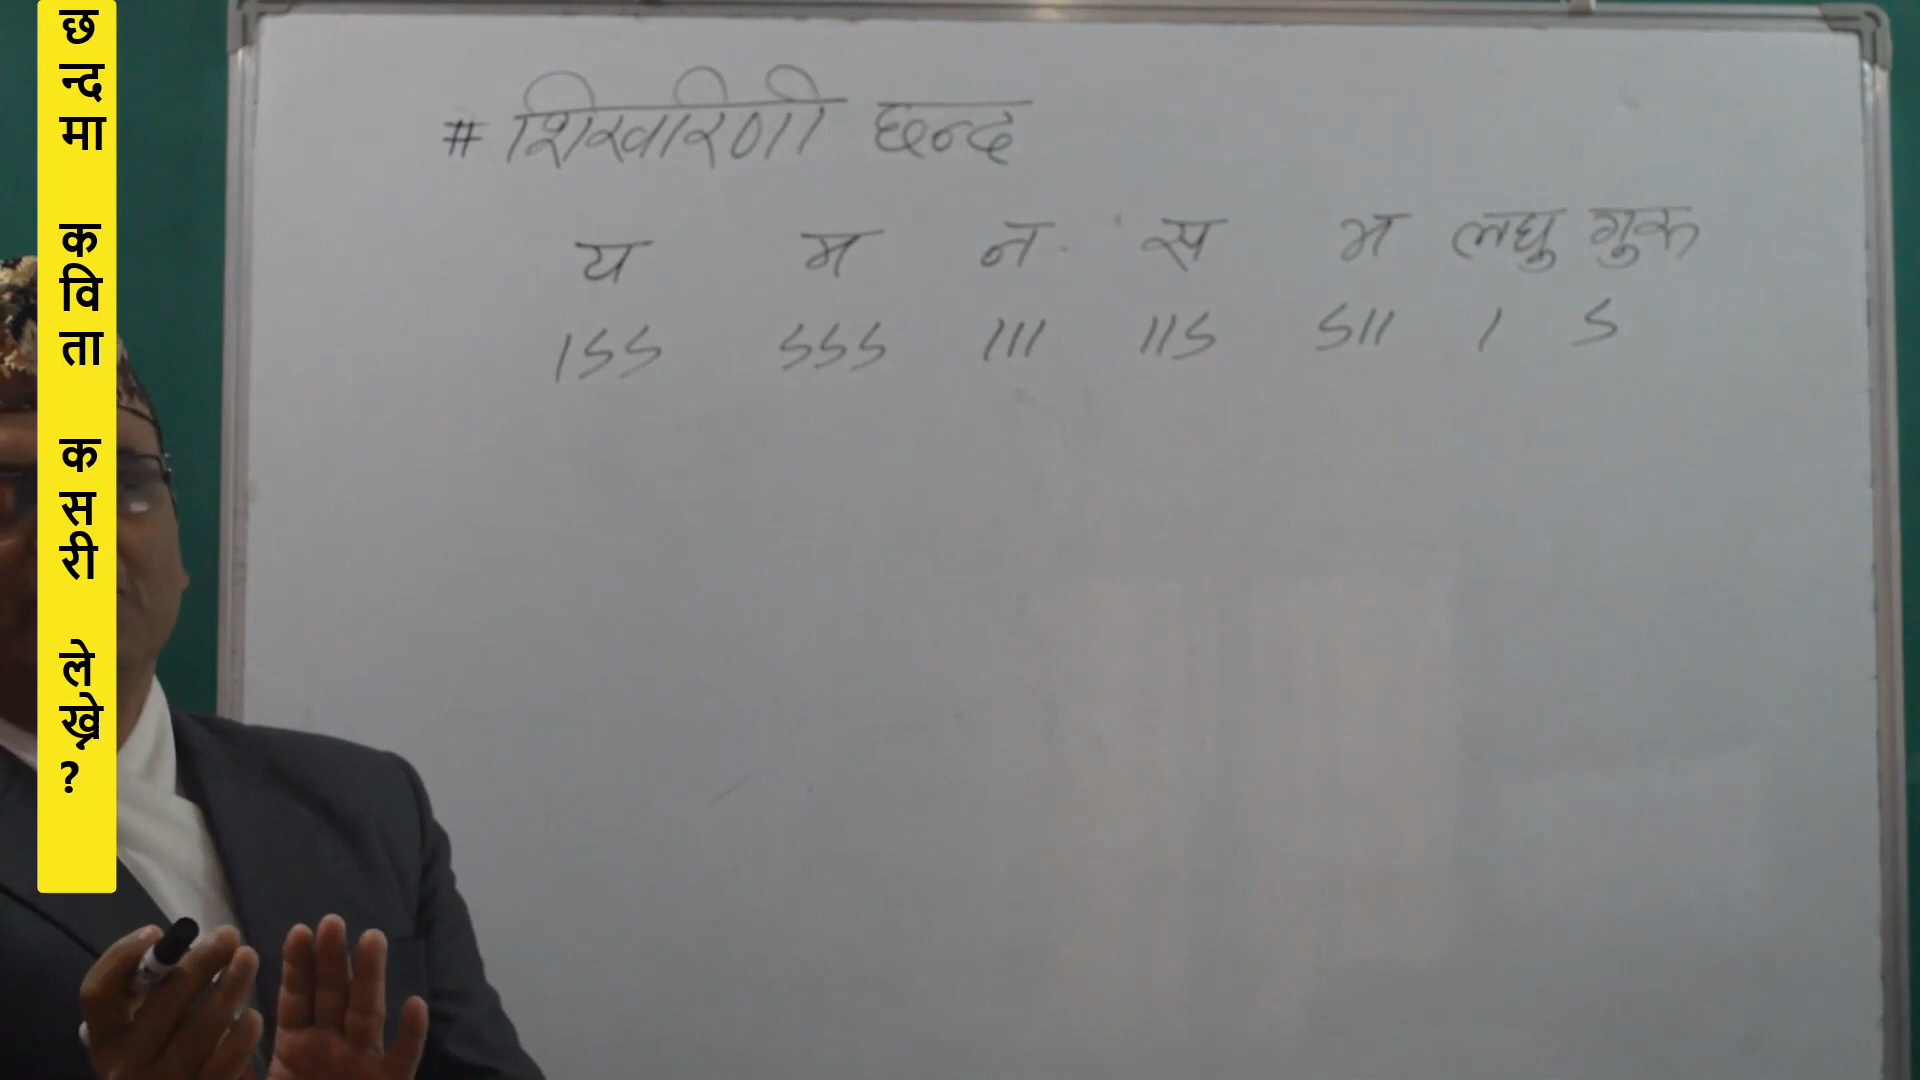 छन्दमा कविता कसरी लेख्ने?
# शिखरिणी छन्द
य म न स भ लघु गुरू
ISS SSS III IIS SII I S